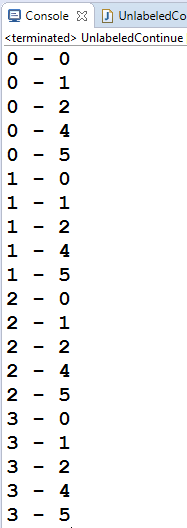 Console UnlabeledCo
<terminated> UnlabeledContinue
0 – 0
0 – 1
0 – 2
0 – 4
0 – 5
1 – 0
1 – 1
1 – 2
1 – 4
1 – 5
2 – 0
2 – 1
2 – 2
2 – 4
2 – 5
3 – 0
3 – 1
3 – 2
3 – 4
3 – 5